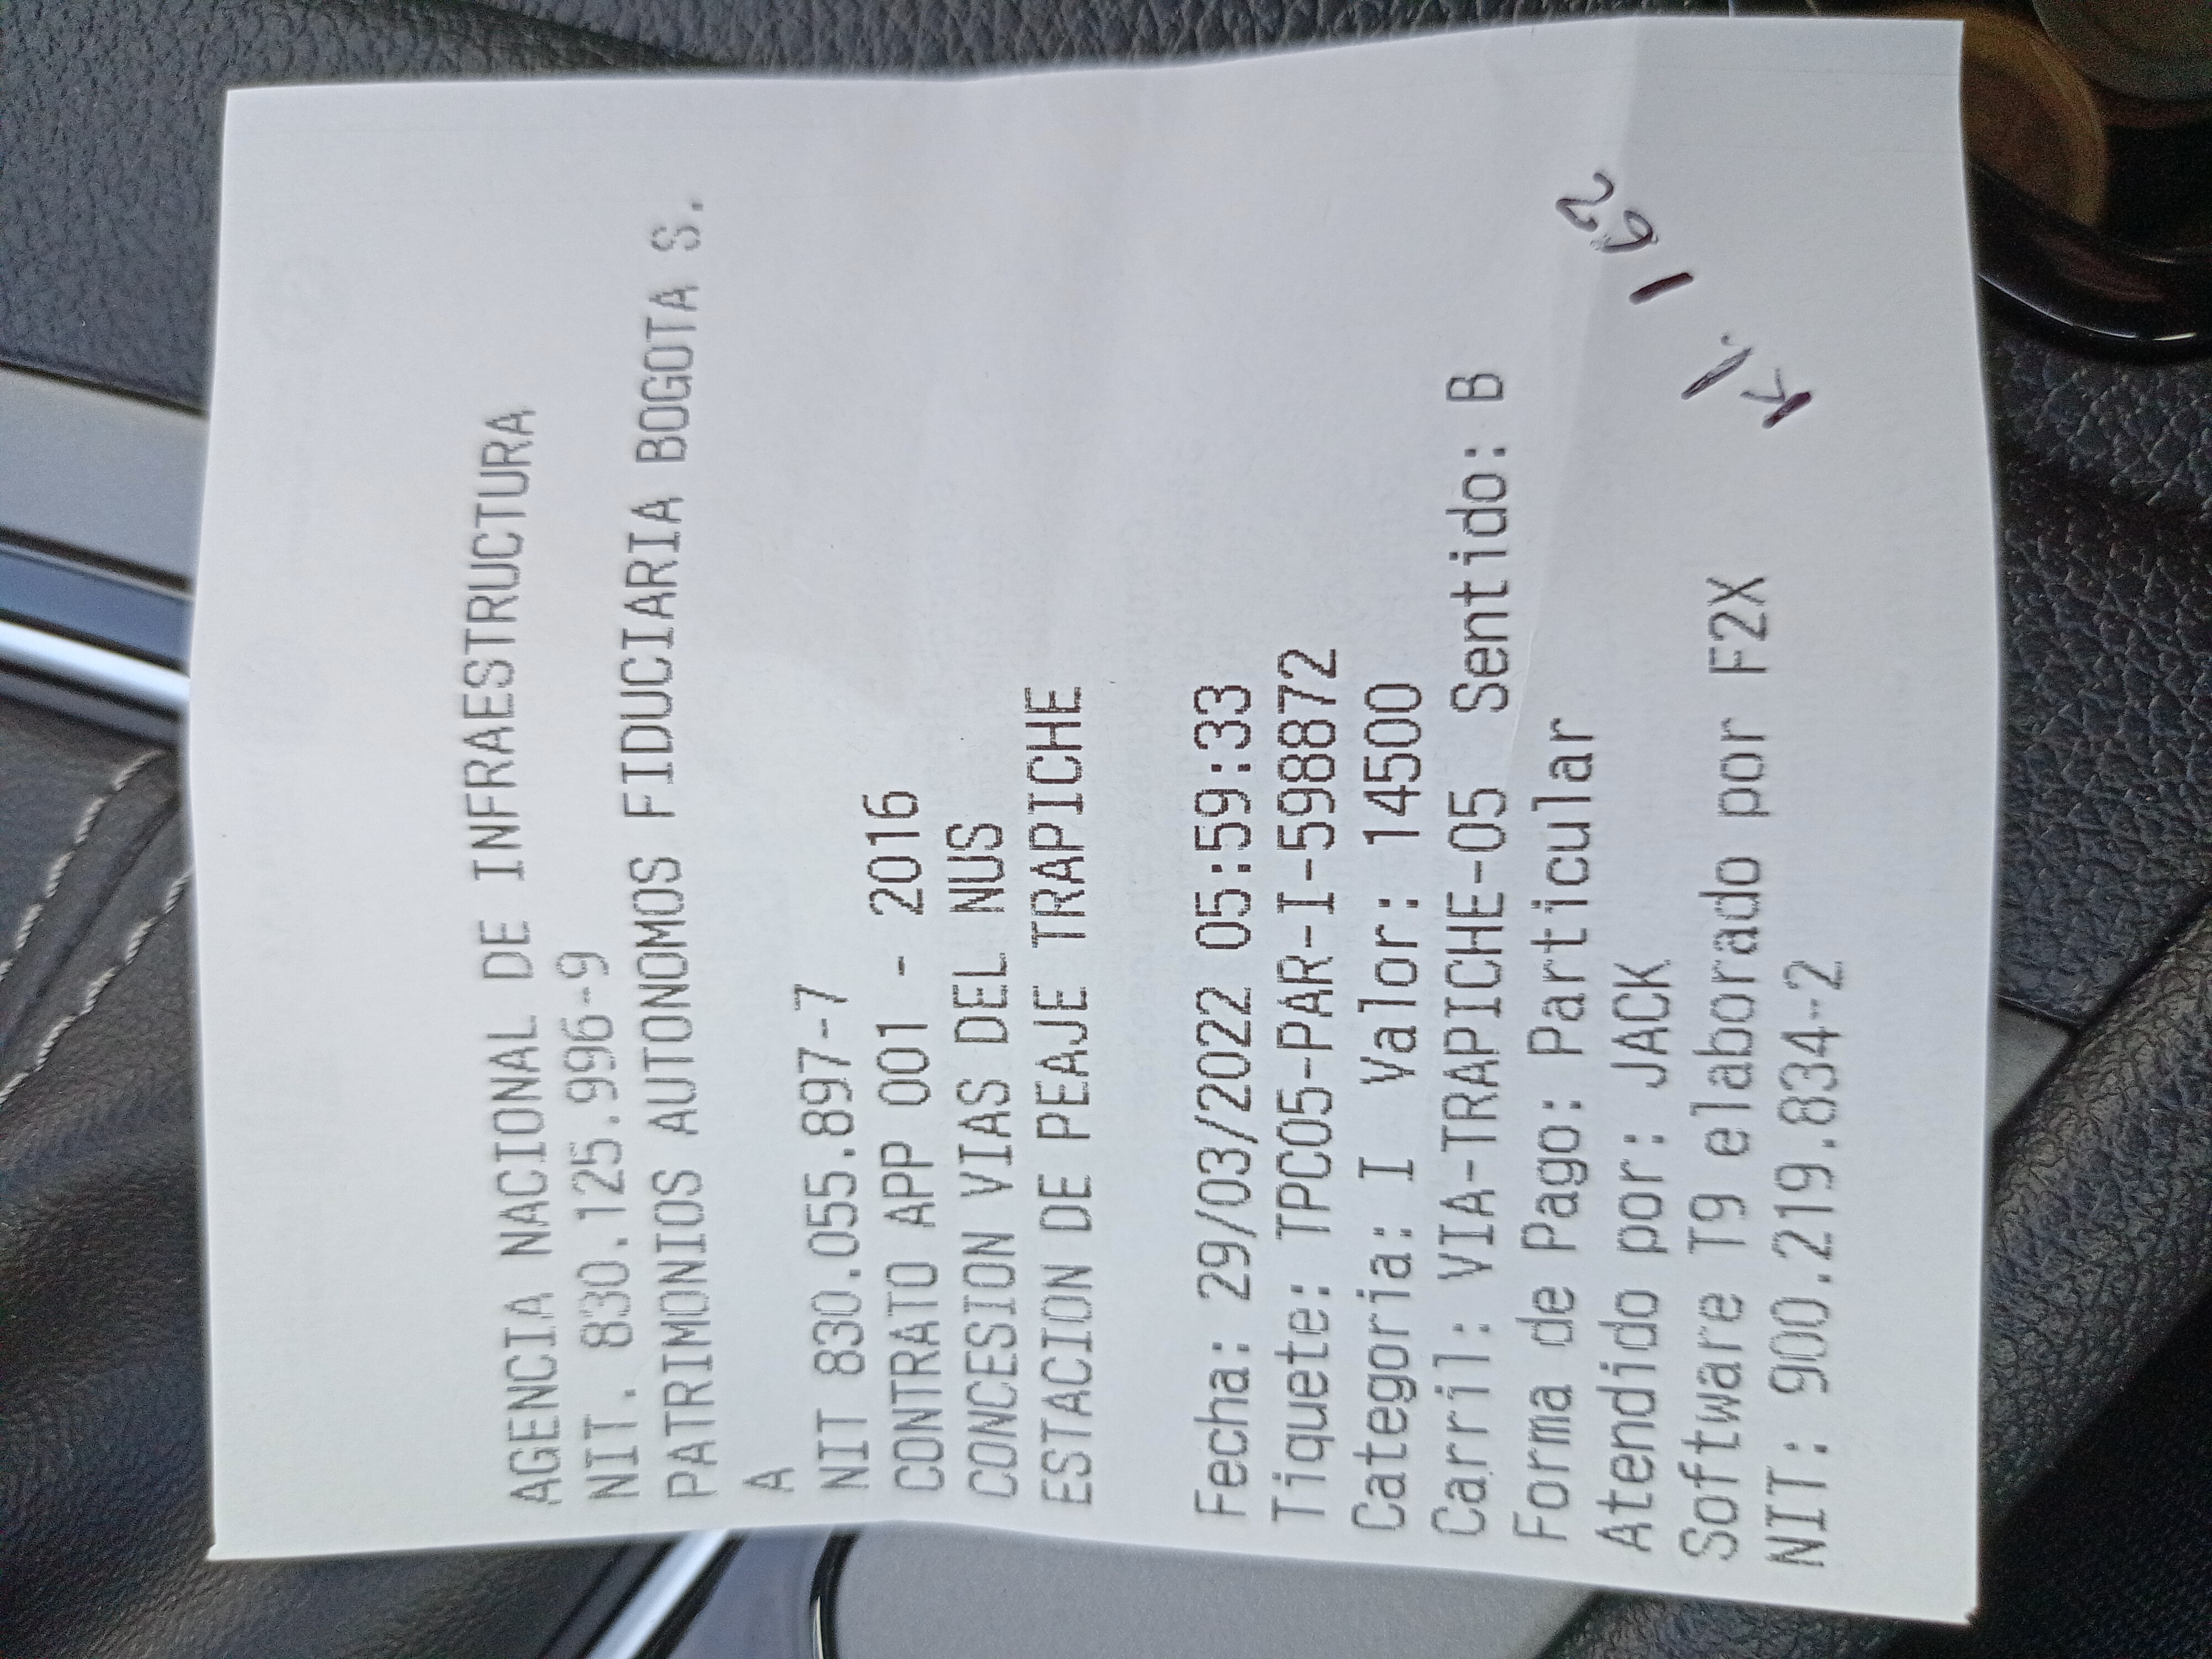 AGENCIA NACIONAL DE INFRAESTRUCTURA
NIT. 830.125.996-9
PATRIMONIOS AUTONOMOS FIDUCIARIA BOGOTA S.
A
NIT 830.055.897-7
CONTRATO APP 001 - 2016
CONCESION VIAS DEL NUS
ESTACION DE PEAJE TRAPICHE
Fecha: 29/03/2022 05:59:33
Tiquete: TPC05-PAR-I-598872
Categoria: I Valor: 14500
Carril: VIA-TRAPICHE-05 Sentido: B
Forma de Pago: Particular
Atendido por: JACK
Software T9 elaborado por F2X
NIT: 900.219.834-2